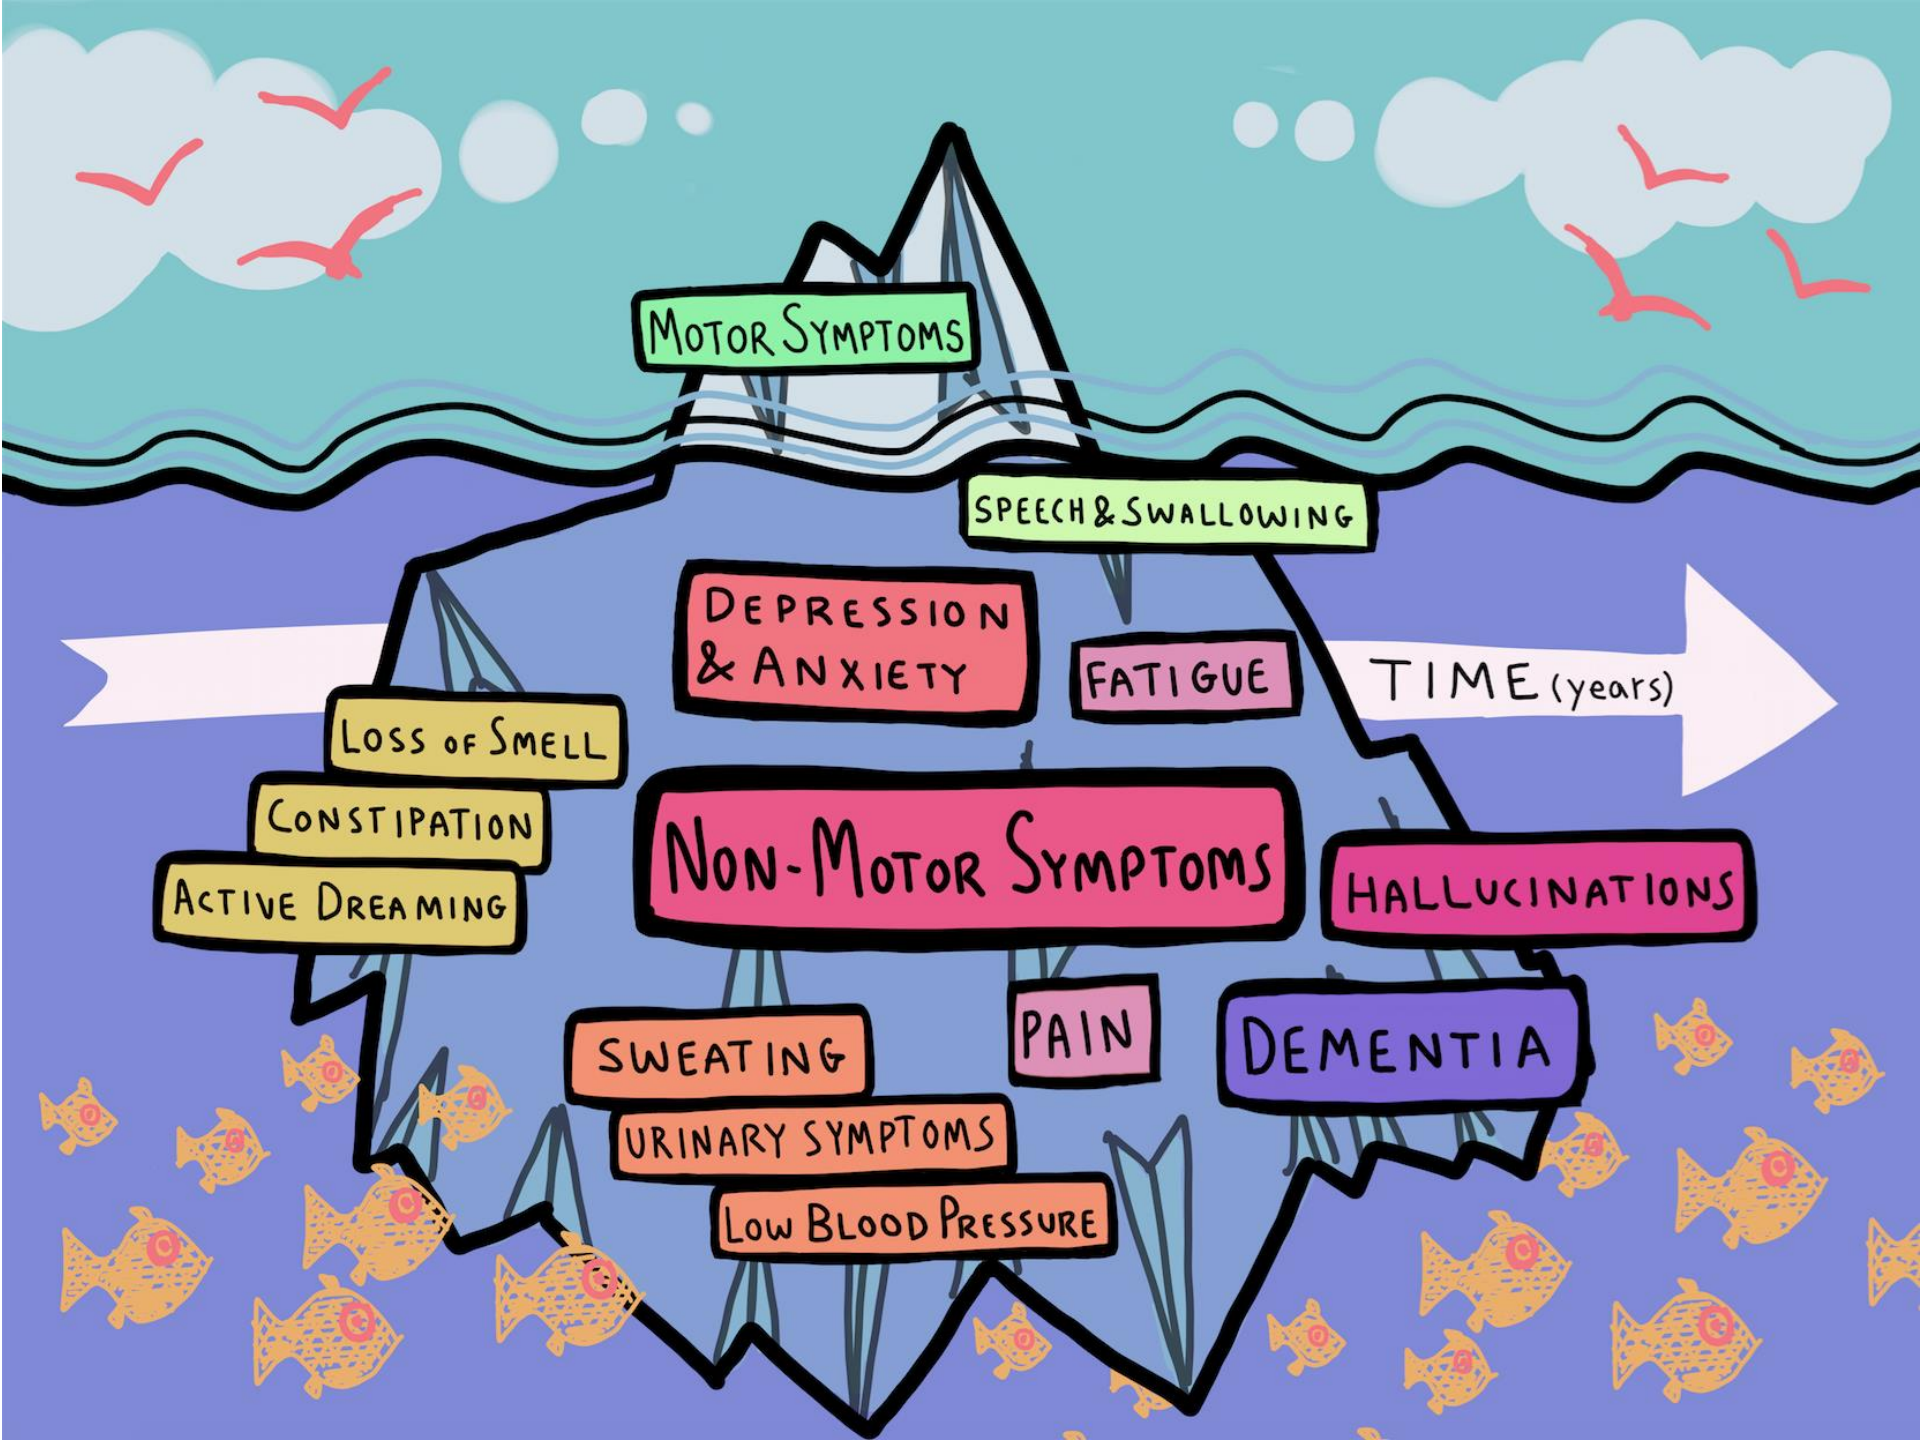 MOTOR SYMPTOMS
SPEECH & SWALLOWING
DEPRESSION
& ANXIETY
FATIGUE
TIME (years)
LOSS OF SMELL
CONSTIPATION
ACTIVE DREAMING
NON-MOTOR SYMPTOMS
HALLUCINATIONS
PAIN
DEMENTIA
SWEATING
URINARY SYMPTOMS
LOW BLOOD PRESSURE